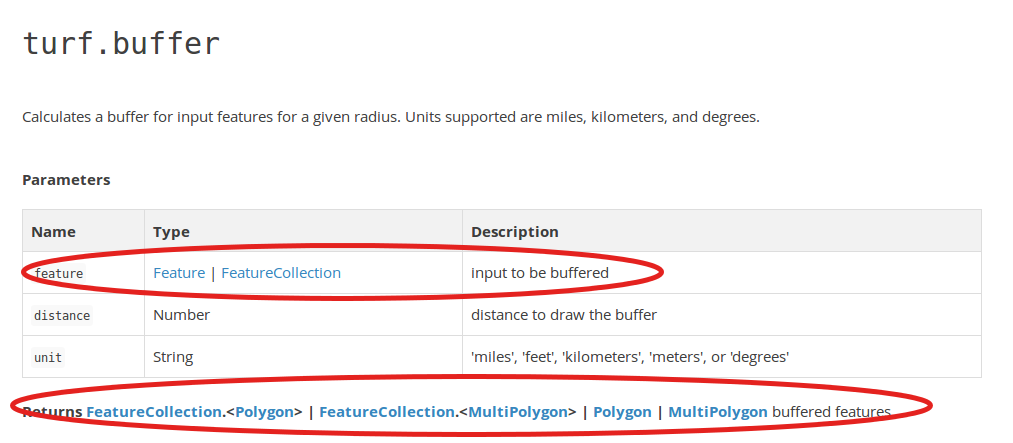 turf.buffer
Calculates a buffer for input features for a given radius. Units supported are miles, kilometers, and degrees.
Parameters
Name Type Description
feature Feature | FeatureCollection input to be buffered
distance Number distance to draw the buffer
unit String 'miles', 'feet', 'kilometers', 'meters', or 'degrees'
Returns FeatureCollection.<Polygon> | FeatureCollection.<MultiPolygon> | Polygon | MultiPolygon buffered features